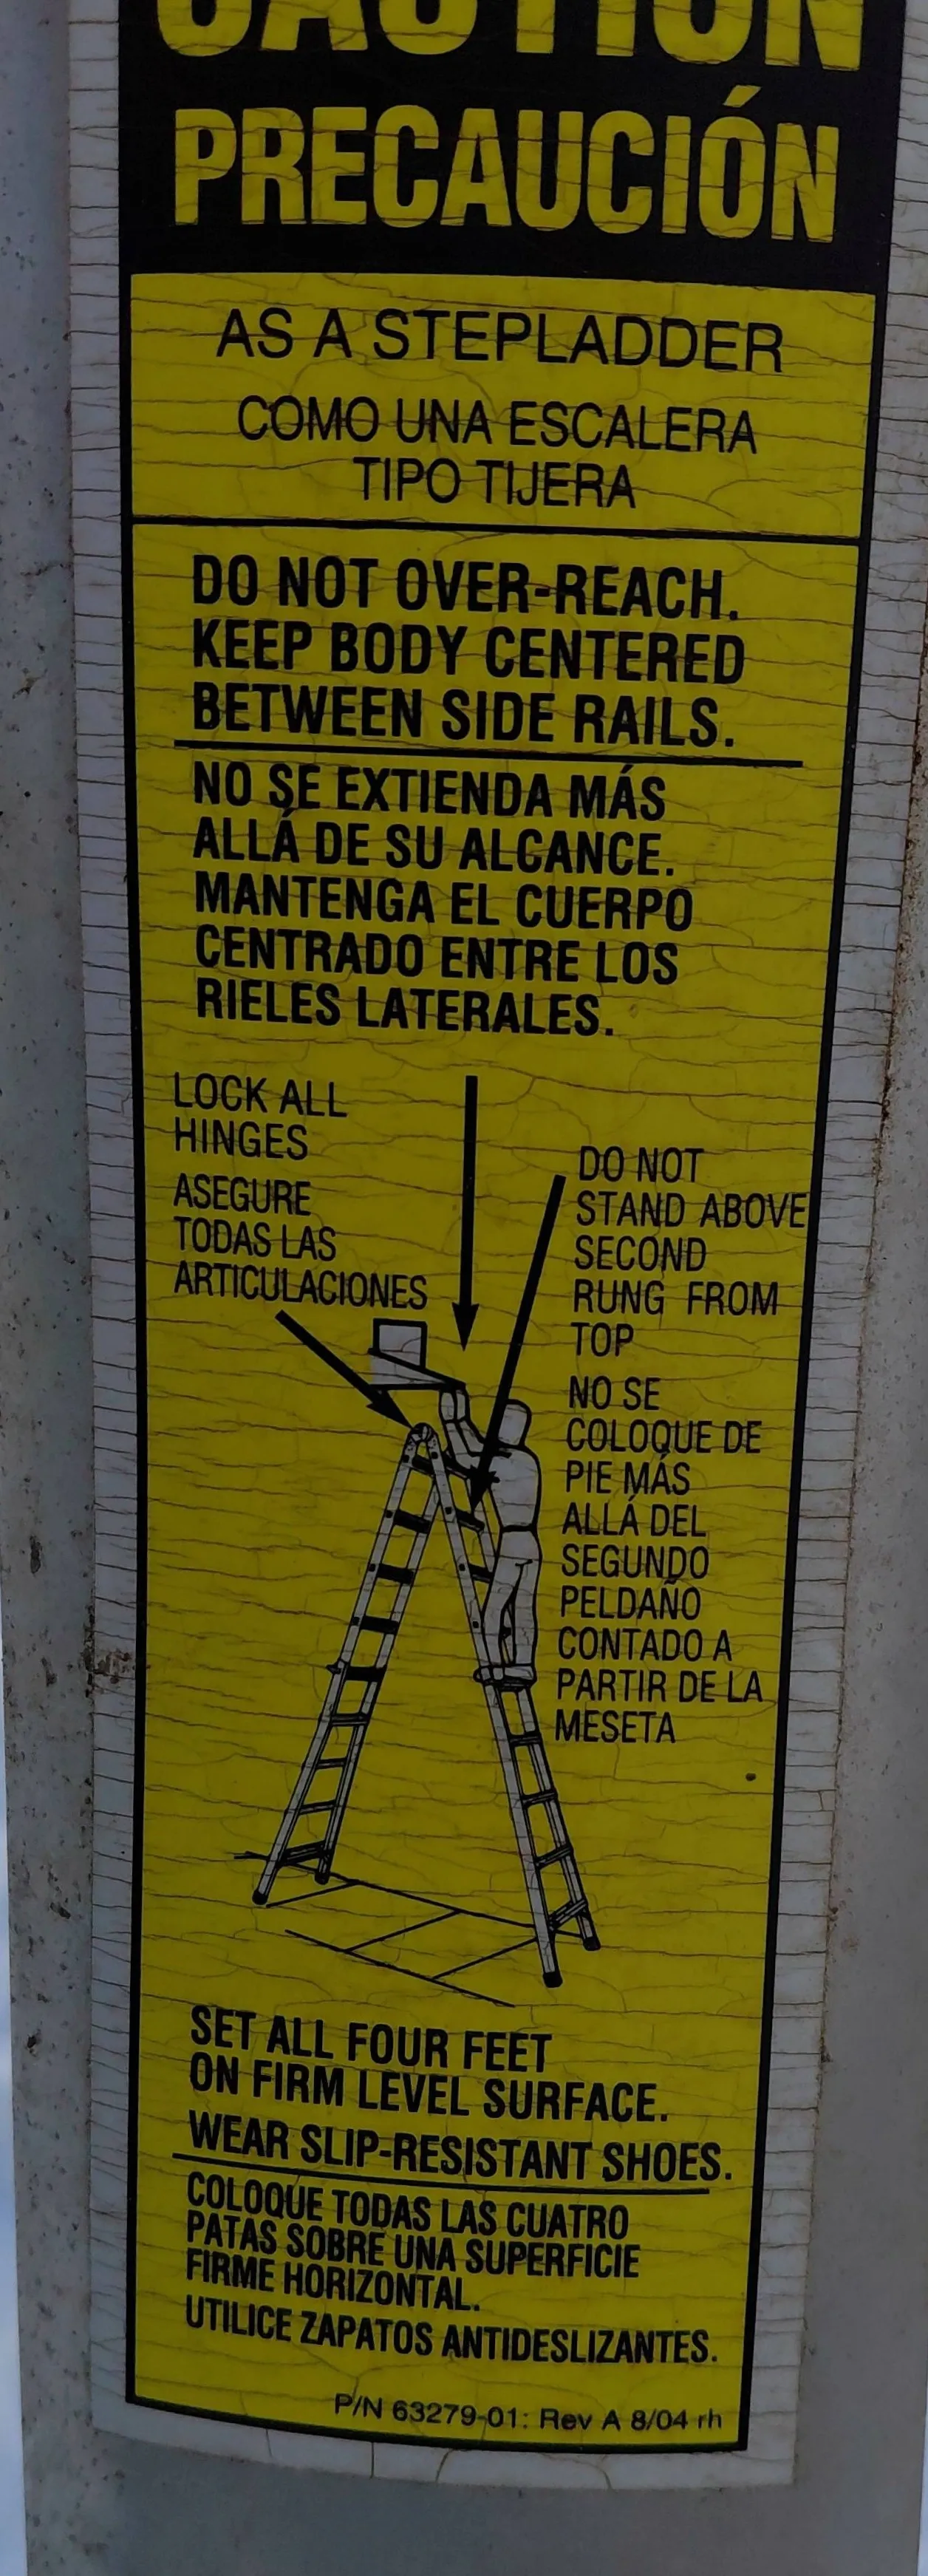 CAUTION
PRECAUCIÓN
AS A STEPLADDER
COMO UNA ESCALERA
TIPO TIJERA
DO NOT OVER-REACH.
KEEP BODY CENTERED
BETWEEN SIDE RAILS.
NO SE EXTIENDA MÁS
ALLÁ DE SU ALCANCE.
MANTENGA EL CUERPO
CENTRADO ENTRE LOS
RIELES LATERALES.
LOCK ALL
HINGES
ASEGURE
TODAS LAS
ARTICULACIONES
DO NOT
STAND ABOVE
SECOND
RUNG FROM
TOP
NO SE
COLOQUE DE
PIE MÁS
ALLÁ DEL
SEGUNDO
PELDAÑO
CONTADO A
PARTIR DE LA
MESETA
SET ALL FOUR FEET
ON FIRM LEVEL SURFACE.
WEAR SLIP-RESISTANT SHOES.
COLOQUE TODAS LAS CUATRO
PATAS SOBRE UNA SUPERFICIE
FIRME HORIZONTAL.
UTILICE ZAPATOS ANTIDESLIZANTES.
P/N 63279-01: Rev A 8/04 rh